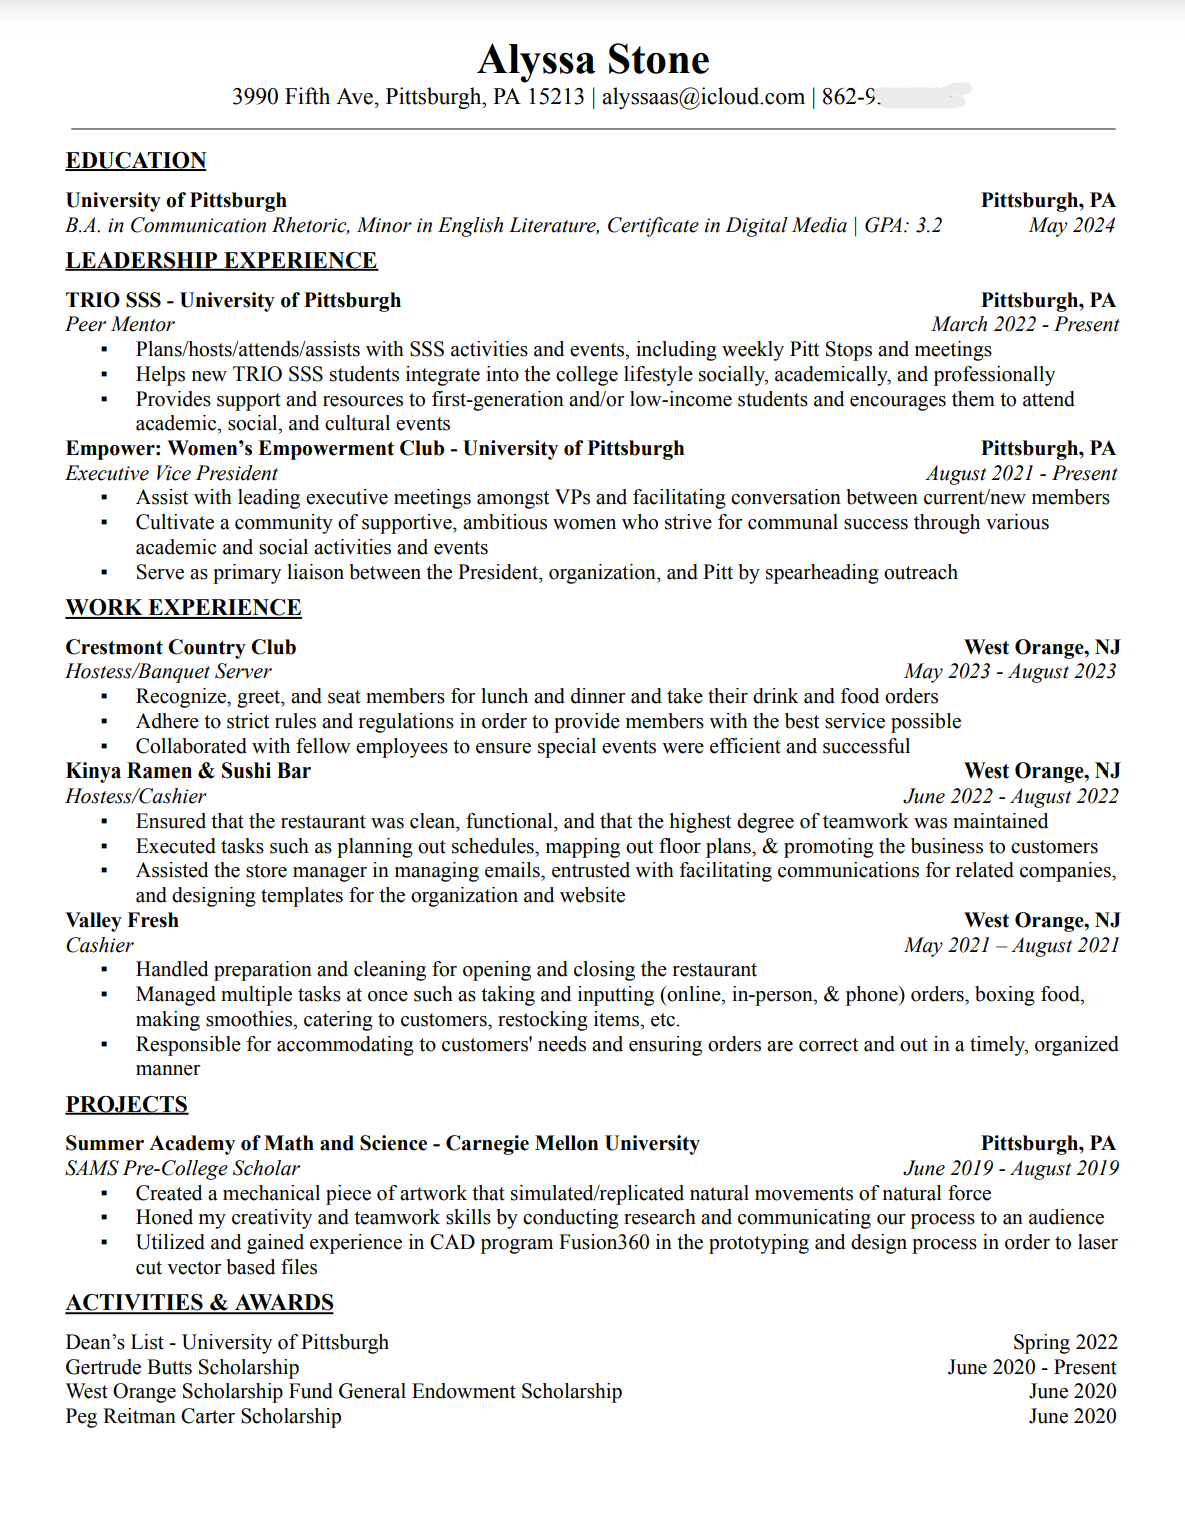 Alyssa Stone
3990 Fifth Ave, Pittsburgh, PA 15213 | alyssaas@icloud.com | 862-9
EDUCATION
University of Pittsburgh Pittsburgh, PA
B.A. in Communication Rhetoric, Minor in English Literature, Certificate in Digital Media | GPA: 3.2 May 2024
LEADERSHIP EXPERIENCE
TRIO SSS - University of Pittsburgh Pittsburgh, PA
Peer Mentor March 2022 - Present
▪ Plans/hosts/attends/assists with SSS activities and events, including weekly Pitt Stops and meetings
▪ Helps new TRIO SSS students integrate into the college lifestyle socially, academically, and professionally
▪ Provides support and resources to first-generation and/or low-income students and encourages them to attend
academic, social, and cultural events
Empower: Women’s Empowerment Club - University of Pittsburgh Pittsburgh, PA
Executive Vice President August 2021 - Present
▪ Assist with leading executive meetings amongst VPs and facilitating conversation between current/new members
▪ Cultivate a community of supportive, ambitious women who strive for communal success through various
academic and social activities and events
▪ Serve as primary liaison between the President, organization, and Pitt by spearheading outreach
WORK EXPERIENCE
Crestmont Country Club West Orange, NJ
Hostess/Banquet Server May 2023 - August 2023
▪ Recognize, greet, and seat members for lunch and dinner and take their drink and food orders
▪ Adhere to strict rules and regulations in order to provide members with the best service possible
▪ Collaborated with fellow employees to ensure special events were efficient and successful
Kinya Ramen & Sushi Bar West Orange, NJ
Hostess/Cashier June 2022 - August 2022
▪ Ensured that the restaurant was clean, functional, and that the highest degree of teamwork was maintained
▪ Executed tasks such as planning out schedules, mapping out floor plans, & promoting the business to customers
▪ Assisted the store manager in managing emails, entrusted with facilitating communications for related companies,
and designing templates for the organization and website
Valley Fresh West Orange, NJ
Cashier May 2021 – August 2021
▪ Handled preparation and cleaning for opening and closing the restaurant
▪ Managed multiple tasks at once such as taking and inputting (online, in-person, & phone) orders, boxing food,
making smoothies, catering to customers, restocking items, etc.
▪ Responsible for accommodating to customers' needs and ensuring orders are correct and out in a timely, organized
manner
PROJECTS
Summer Academy of Math and Science - Carnegie Mellon University Pittsburgh, PA
SAMS Pre-College Scholar June 2019 - August 2019
▪ Created a mechanical piece of artwork that simulated/replicated natural movements of natural force
▪ Honed my creativity and teamwork skills by conducting research and communicating our process to an audience
▪ Utilized and gained experience in CAD program Fusion360 in the prototyping and design process in order to laser
cut vector based files
ACTIVITIES & AWARDS
Dean’s List - University of Pittsburgh Spring 2022
Gertrude Butts Scholarship June 2020 - Present
West Orange Scholarship Fund General Endowment Scholarship June 2020
Peg Reitman Carter Scholarship June 2020